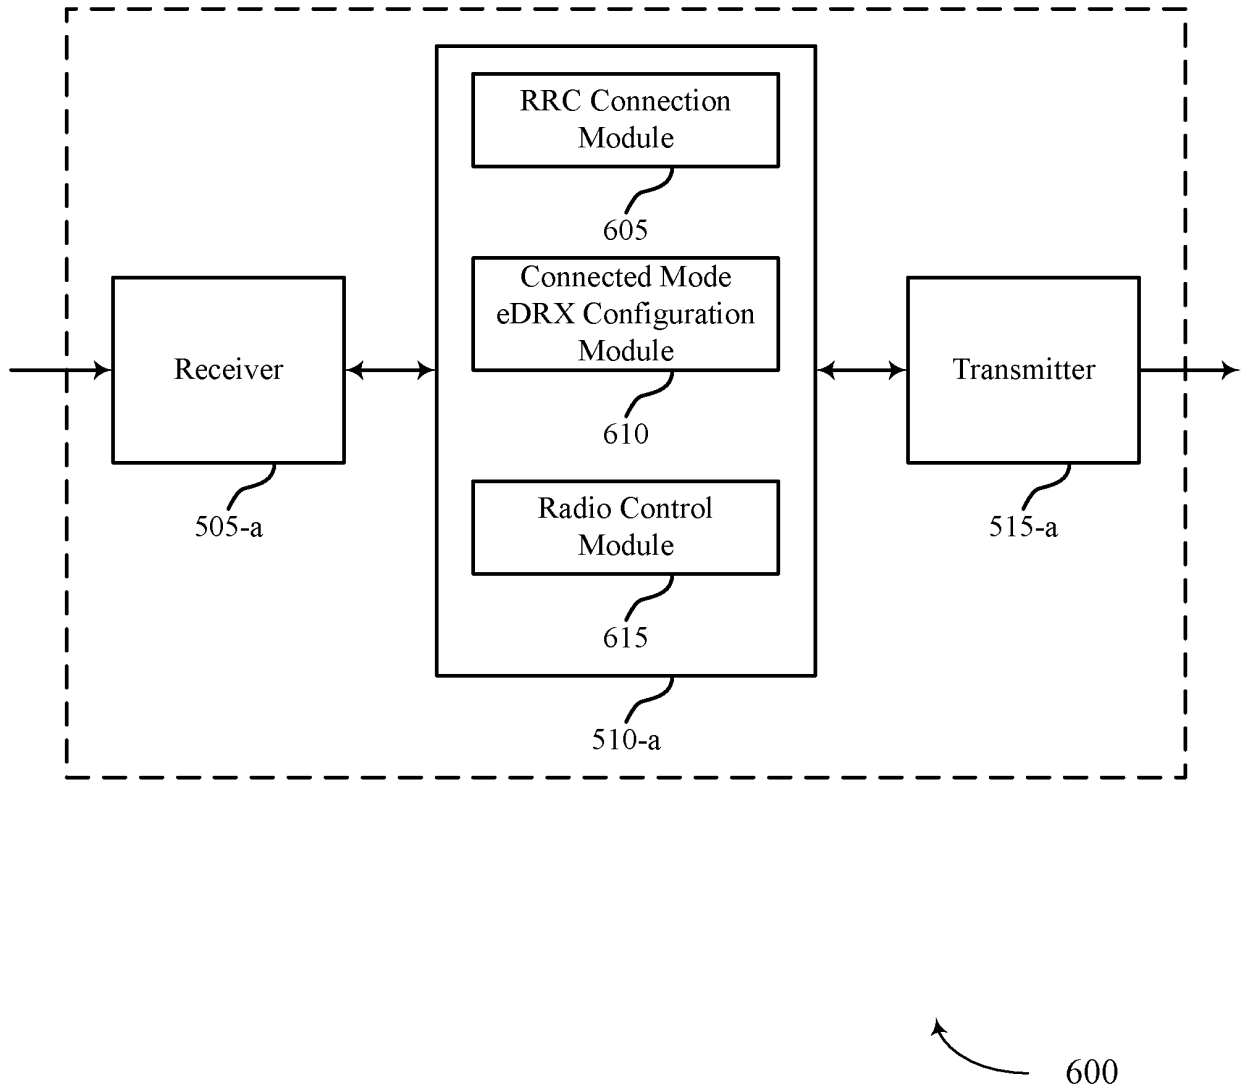 RRC Connection
Module
605
Connected Mode
eDRX Configuration
Module
610
Receiver
505-a
Transmitter
515-a
Radio Control
Module
615
510-a
600